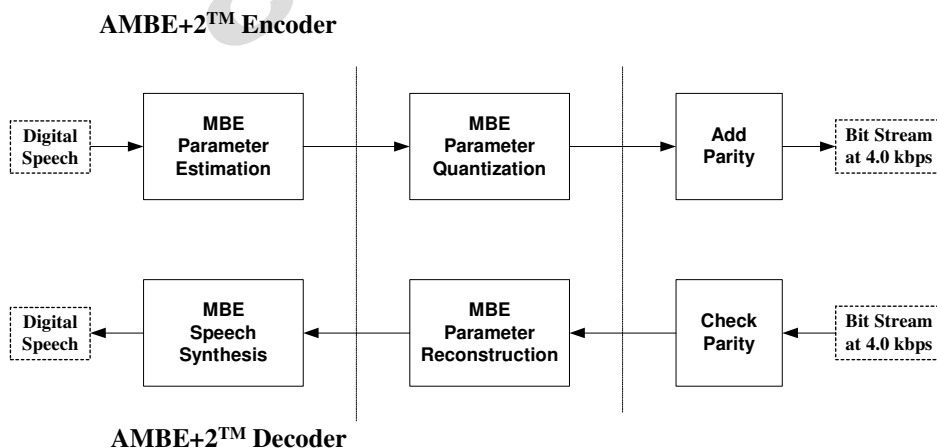 AMBE+2TM Encoder
Digital
Speech
MBE
Parameter
Estimation
MBE
Parameter
Quantization
Add
Parity
Bit Stream
at 4.0 kbps
Digital
Speech
MBE
Speech
Synthesis
MBE
Parameter
Reconstruction
Check
Parity
Bit Stream
at 4.0 kbps
AMBE+2TM Decoder